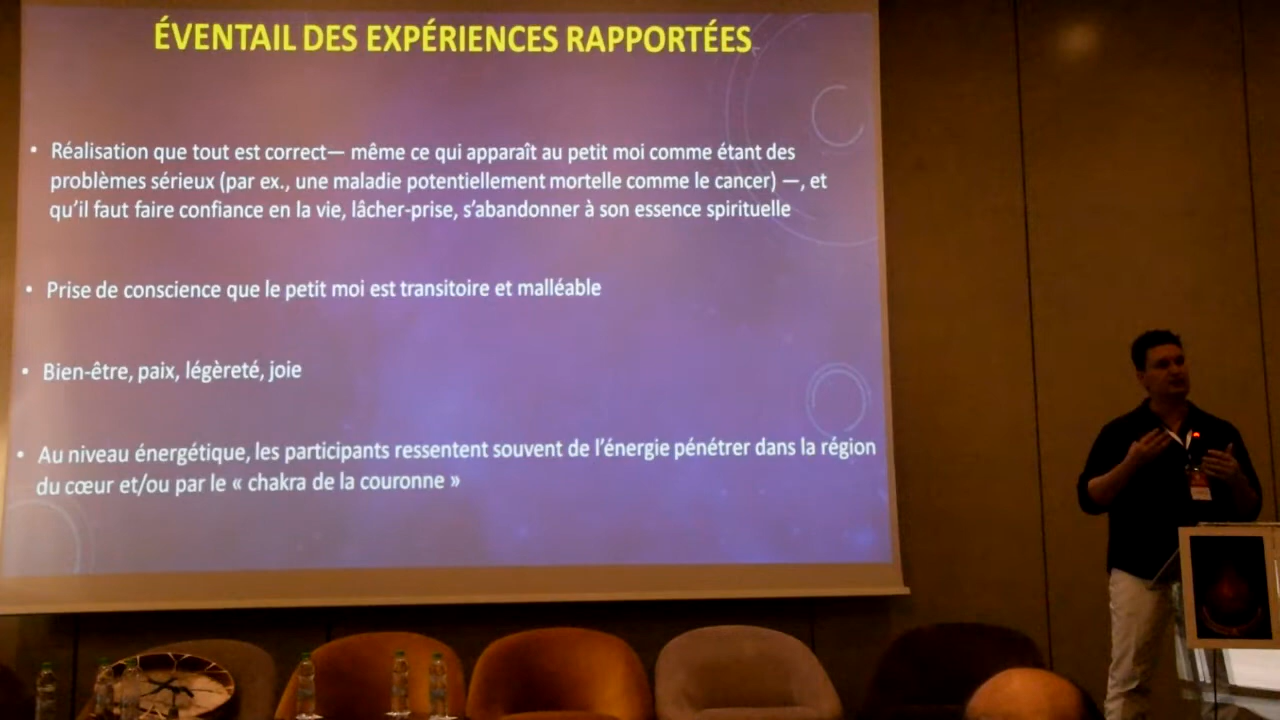 ÉVENTAIL DES EXPÉRIENCES RAPPORTÉES
• Réalisation que tout est correct— même ce qui apparaît au petit moi comme étant des
problèmes sérieux (par ex., une maladie potentiellement mortelle comme le cancer) —, et
qu'il faut faire confiance en la vie, lâcher-prise, s'abandonner à son essence spirituelle
• Prise de conscience que le petit moi est transitoire et malléable
• Bien-être, paix, légèreté, joie
• Au niveau énergétique, les participants ressentent souvent de l'énergie pénétrer dans la région
du cœur et/ou par le « chakra de la couronne »